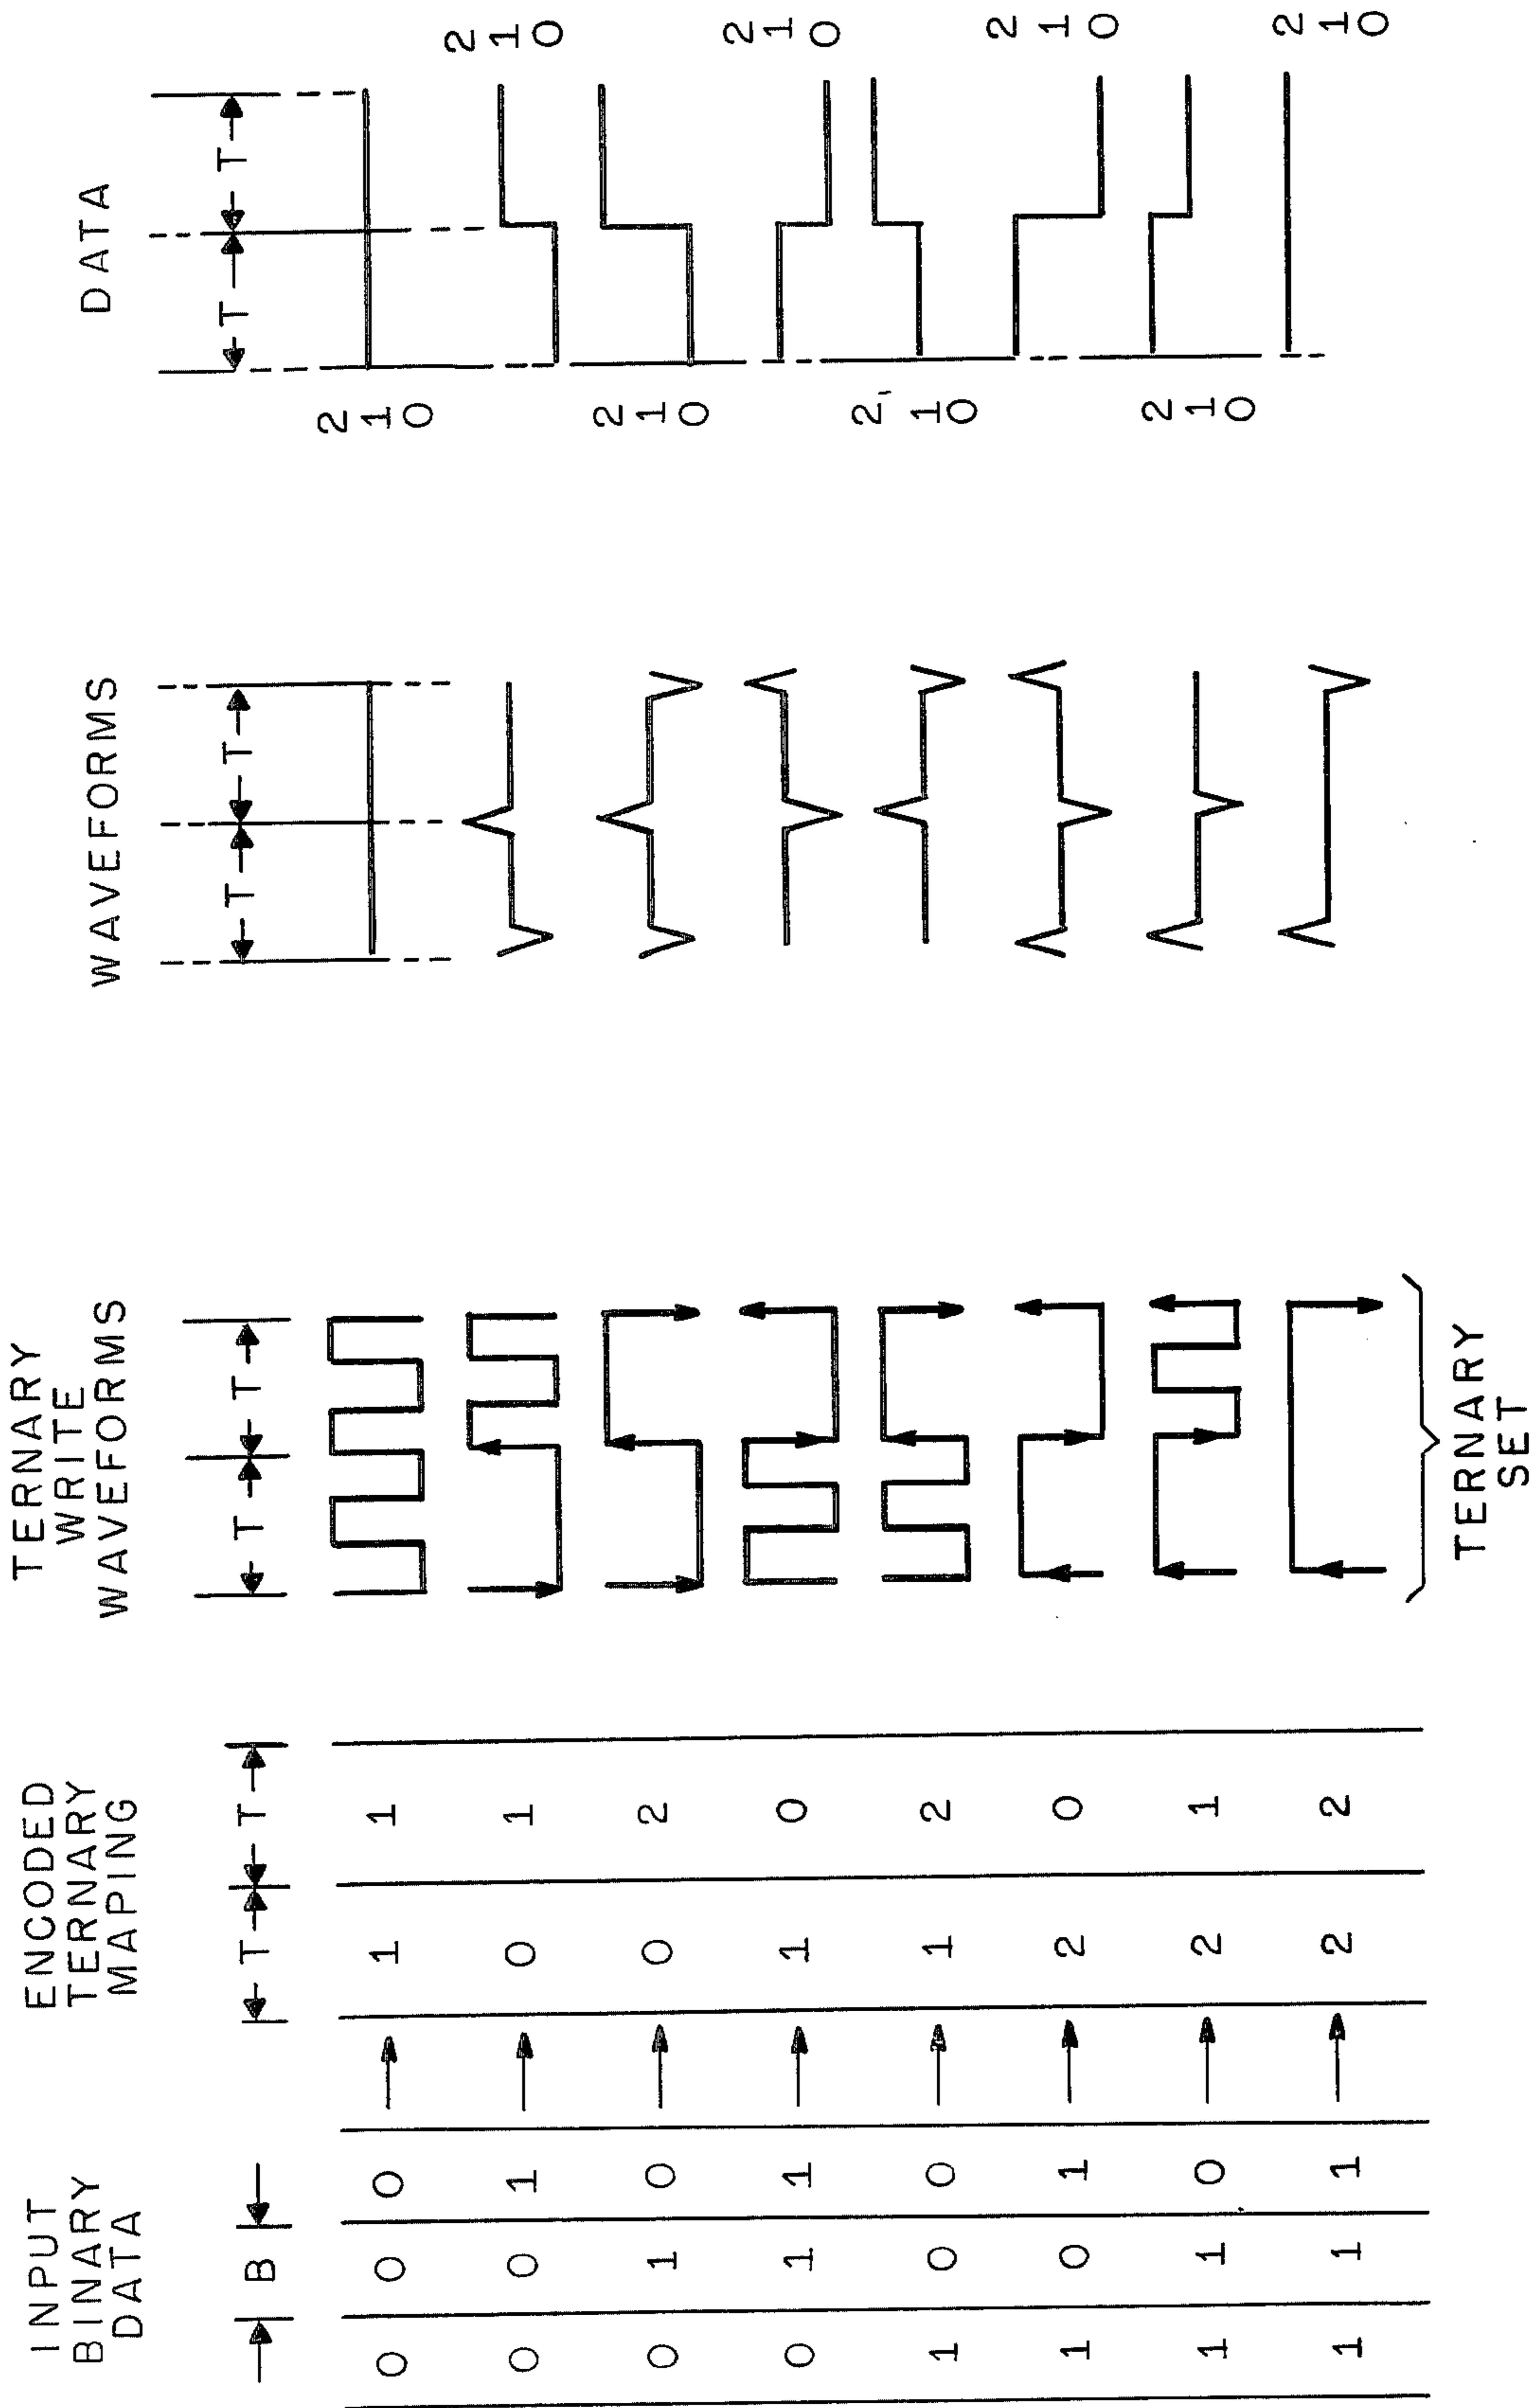 INPUT
BINARY
DATA
ENCODED
TERNARY
MAPING
TERNARY
WRITE
WAVEFORMS
WAVEFORMS
DATA
B
T T
T T
T T
T T
0 0 0 1 1
0 0 1 0 1
0 1 0 0 2
0 1 1 1 0
1 0 0 1 2
1 0 1 2 0
1 1 0 2 1
1 1 1 2 2
2 1 0
2 1 0
2 1 0
2 1 0
2 1 0
2 1 0
2 1 0
2 1 0
TERNARY
SET